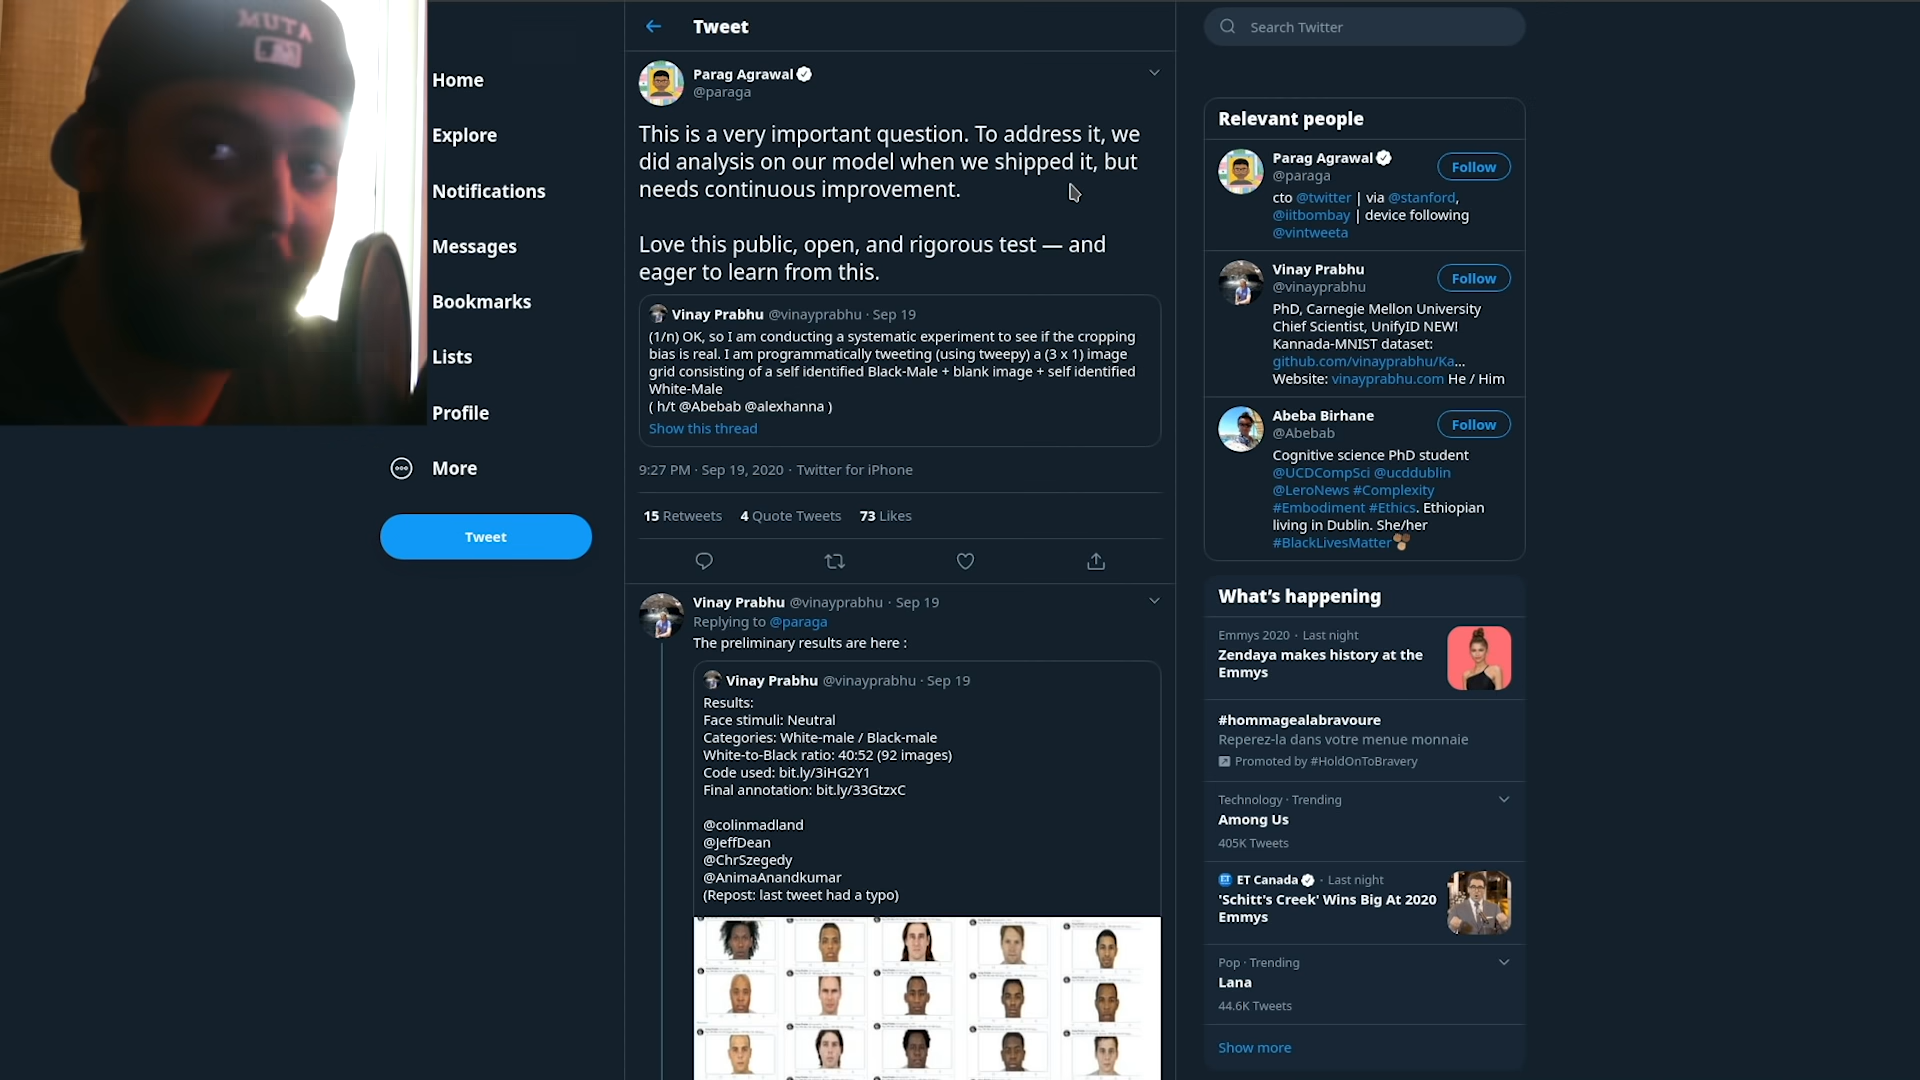 MUTA
Home
Explore
Notifications
Messages
Bookmarks
Lists
Profile
More
Tweet
Tweet
Parag Agrawal
@paraga
This is a very important question. To address it, we
did analysis on our model when we shipped it, but
needs continuous improvement.
Love this public, open, and rigorous test — and
eager to learn from this.
Vinay Prabhu @vinayprabhu · Sep 19
(1/n) OK, so I am conducting a systematic experiment to see if the cropping
bias is real. I am programmatically tweeting (using tweepy) a (3 x 1) image
grid consisting of a self identified Black-Male + blank image + self identified
White-Male
( h/t @Abebab @alexhanna )
Show this thread
9:27 PM · Sep 19, 2020 · Twitter for iPhone
15 Retweets 4 Quote Tweets 73 Likes
Vinay Prabhu @vinayprabhu · Sep 19
Replying to @paraga
The preliminary results are here :
Vinay Prabhu @vinayprabhu · Sep 19
Results:
Face stimuli: Neutral
Categories: White-male / Black-male
White-to-Black ratio: 40:52 (92 images)
Code used: bit.ly/3iHG2Y1
Final annotation: bit.ly/33GtzxC
@colinmadland
@JeffDean
@ChrSzegedy
@AnimaAnandkumar
(Repost: last tweet had a typo)
Search Twitter
Relevant people
Parag Agrawal
@paraga
Follow
cto @twitter | via @stanford,
@iitbombay | device following
@vintweeta
Vinay Prabhu
@vinayprabhu
Follow
PhD, Carnegie Mellon University
Chief Scientist, UnifyID NEW!
Kannada-MNIST dataset:
github.com/vinayprabhu/Ka...
Website: vinayprabhu.com He / Him
Abeba Birhane
@Abebab
Follow
Cognitive science PhD student
@UCDCompSci @ucddublin
@LeroNews #Complexity
#Embodiment #Ethics. Ethiopian
living in Dublin. She/her
#BlackLivesMatter
What's happening
Emmys 2020 · Last night
Zendaya makes history at the
Emmys
#hommagealabravoure
Reperez-la dans votre menue monnaie
Promoted by #HoldOnToBravery
Technology · Trending
Among Us
405K Tweets
ET Canada · Last night
'Schitt's Creek' Wins Big At 2020
Emmys
Pop · Trending
Lana
44.6K Tweets
Show more